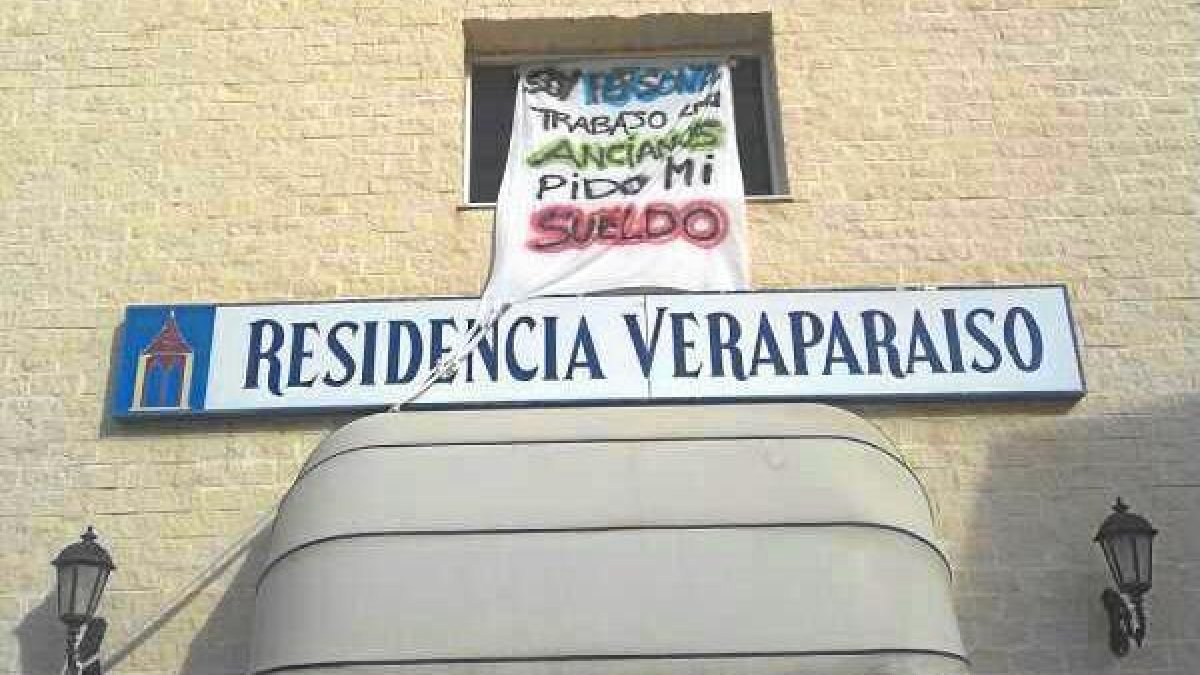 SOY PERSONA
TRABAJO CON
ANCIANOS
PIDO MI
SUELDO
RESIDENCIA VERAPARAISO